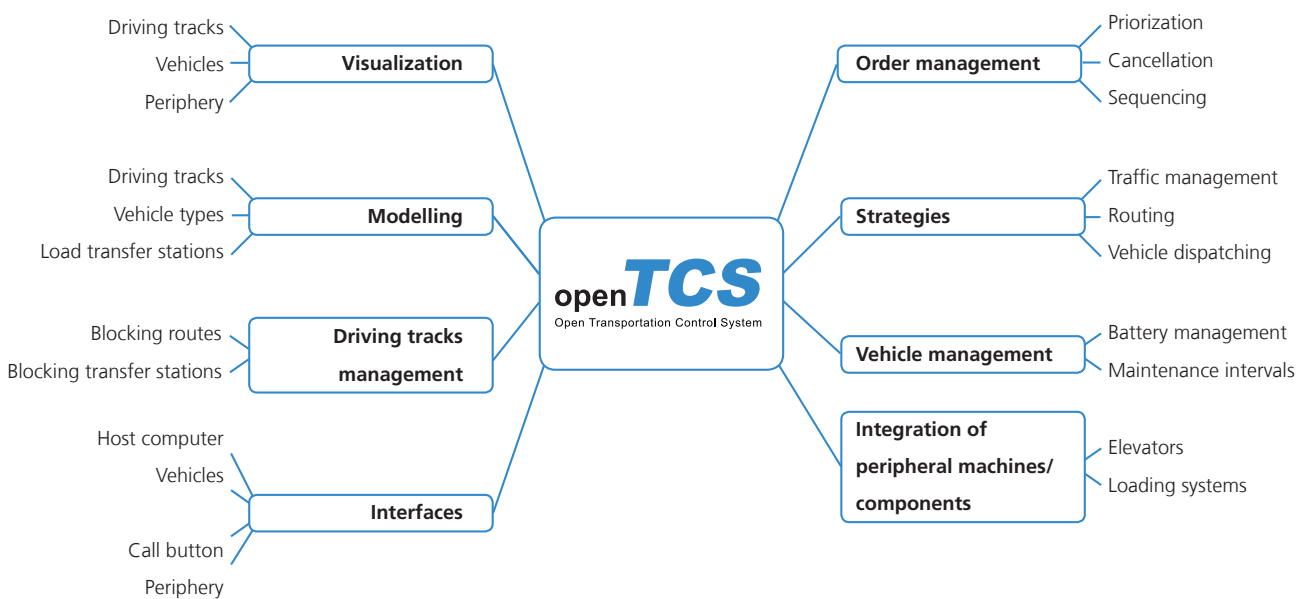 Driving tracks
Vehicles
Periphery
Visualization
Driving tracks
Vehicle types
Load transfer stations
Modelling
Blocking routes
Blocking transfer stations
Driving tracks
management
Host computer
Vehicles
Call button
Periphery
Interfaces
openTCS
Open Transportation Control System
Order management
Priorization
Cancellation
Sequencing
Strategies
Traffic management
Routing
Vehicle dispatching
Vehicle management
Battery management
Maintenance intervals
Integration of
peripheral machines/
components
Elevators
Loading systems